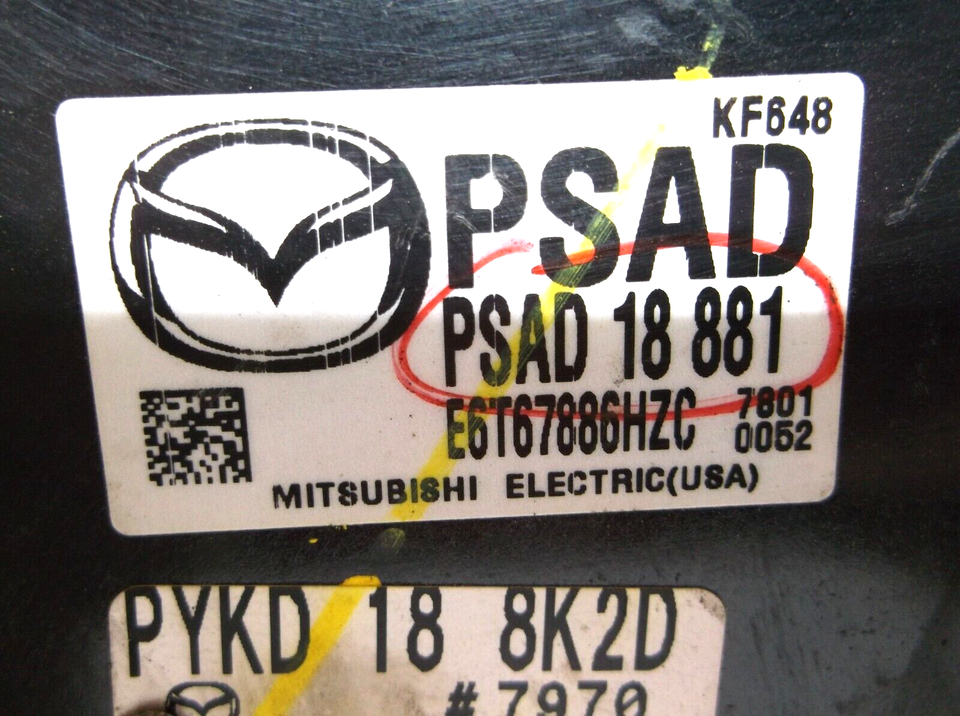 KF648
PSAD
PSAD 18 881
E6T67886HZC 7801
0052
MITSUBISHI ELECTRIC(USA)
PYKD 18 8K2D
#7970